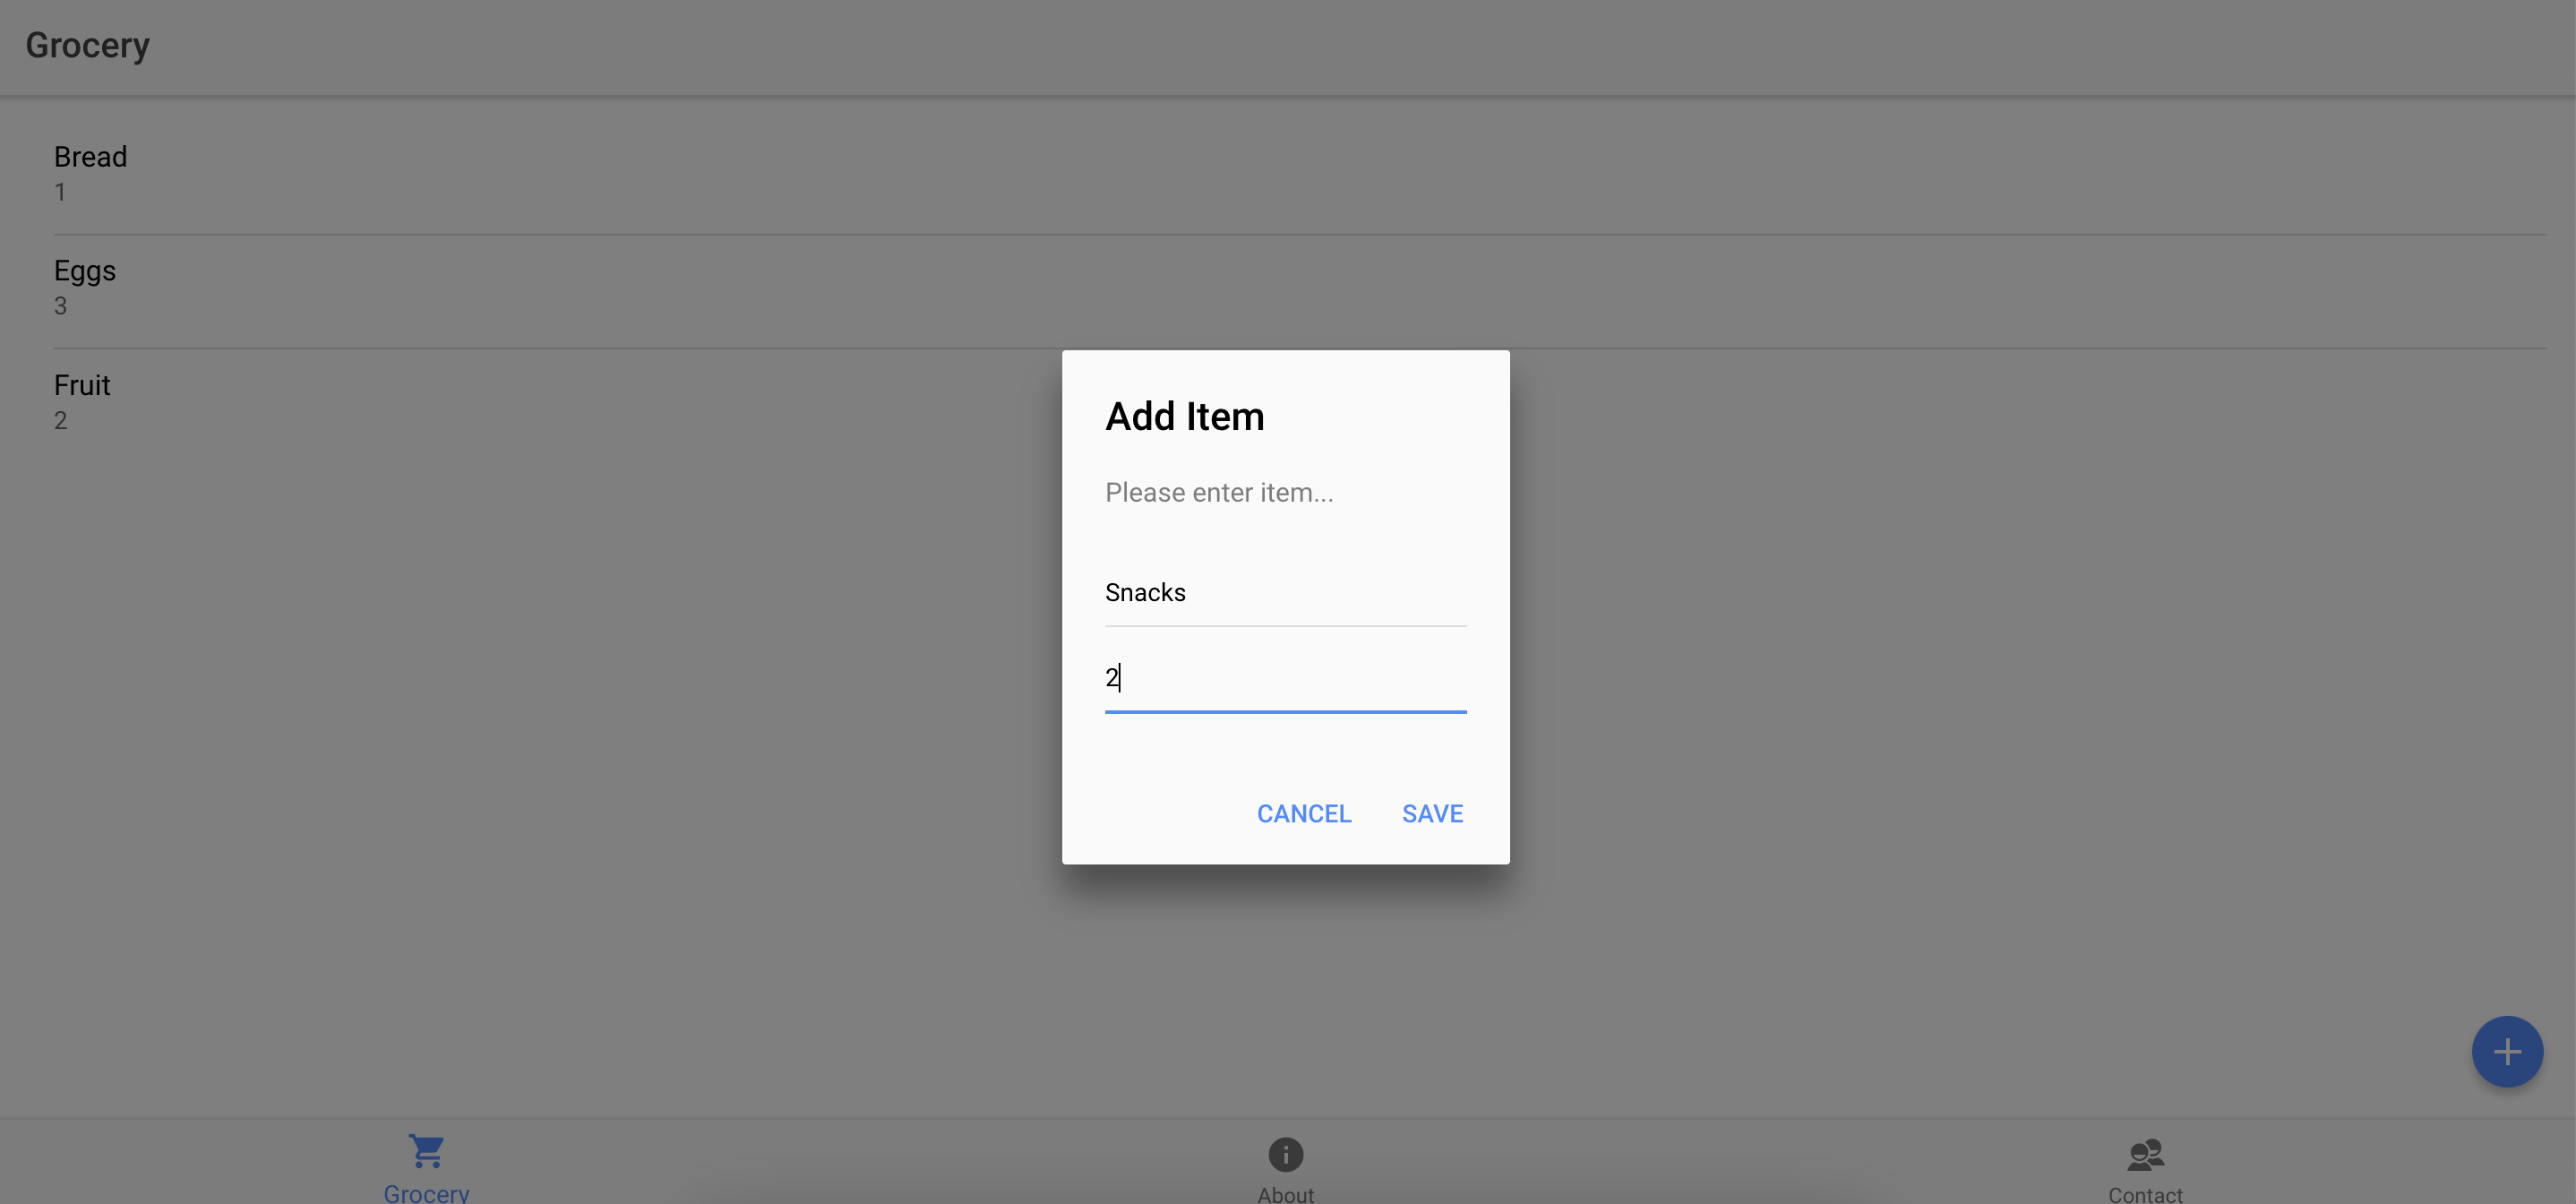 Grocery
Bread
1
Eggs
3
Fruit
2
Add Item
Please enter item...
Snacks
2
CANCEL SAVE
Grocery About Contact